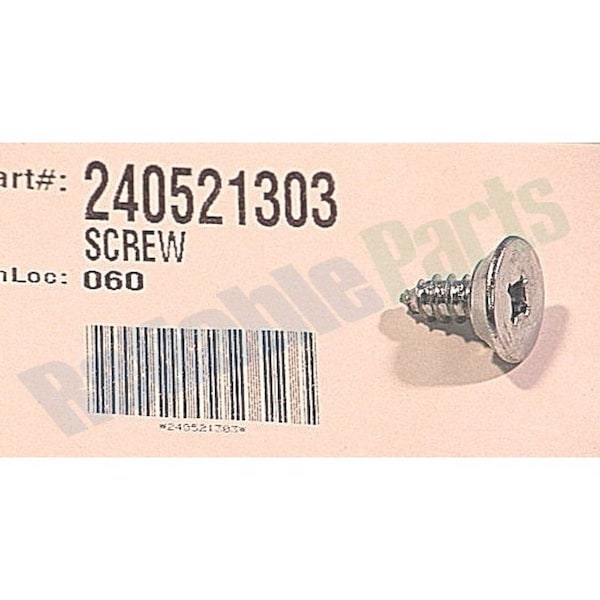 art#: 240521303
SCREW
nLoc: 060
*240521303*
Reliable Parts